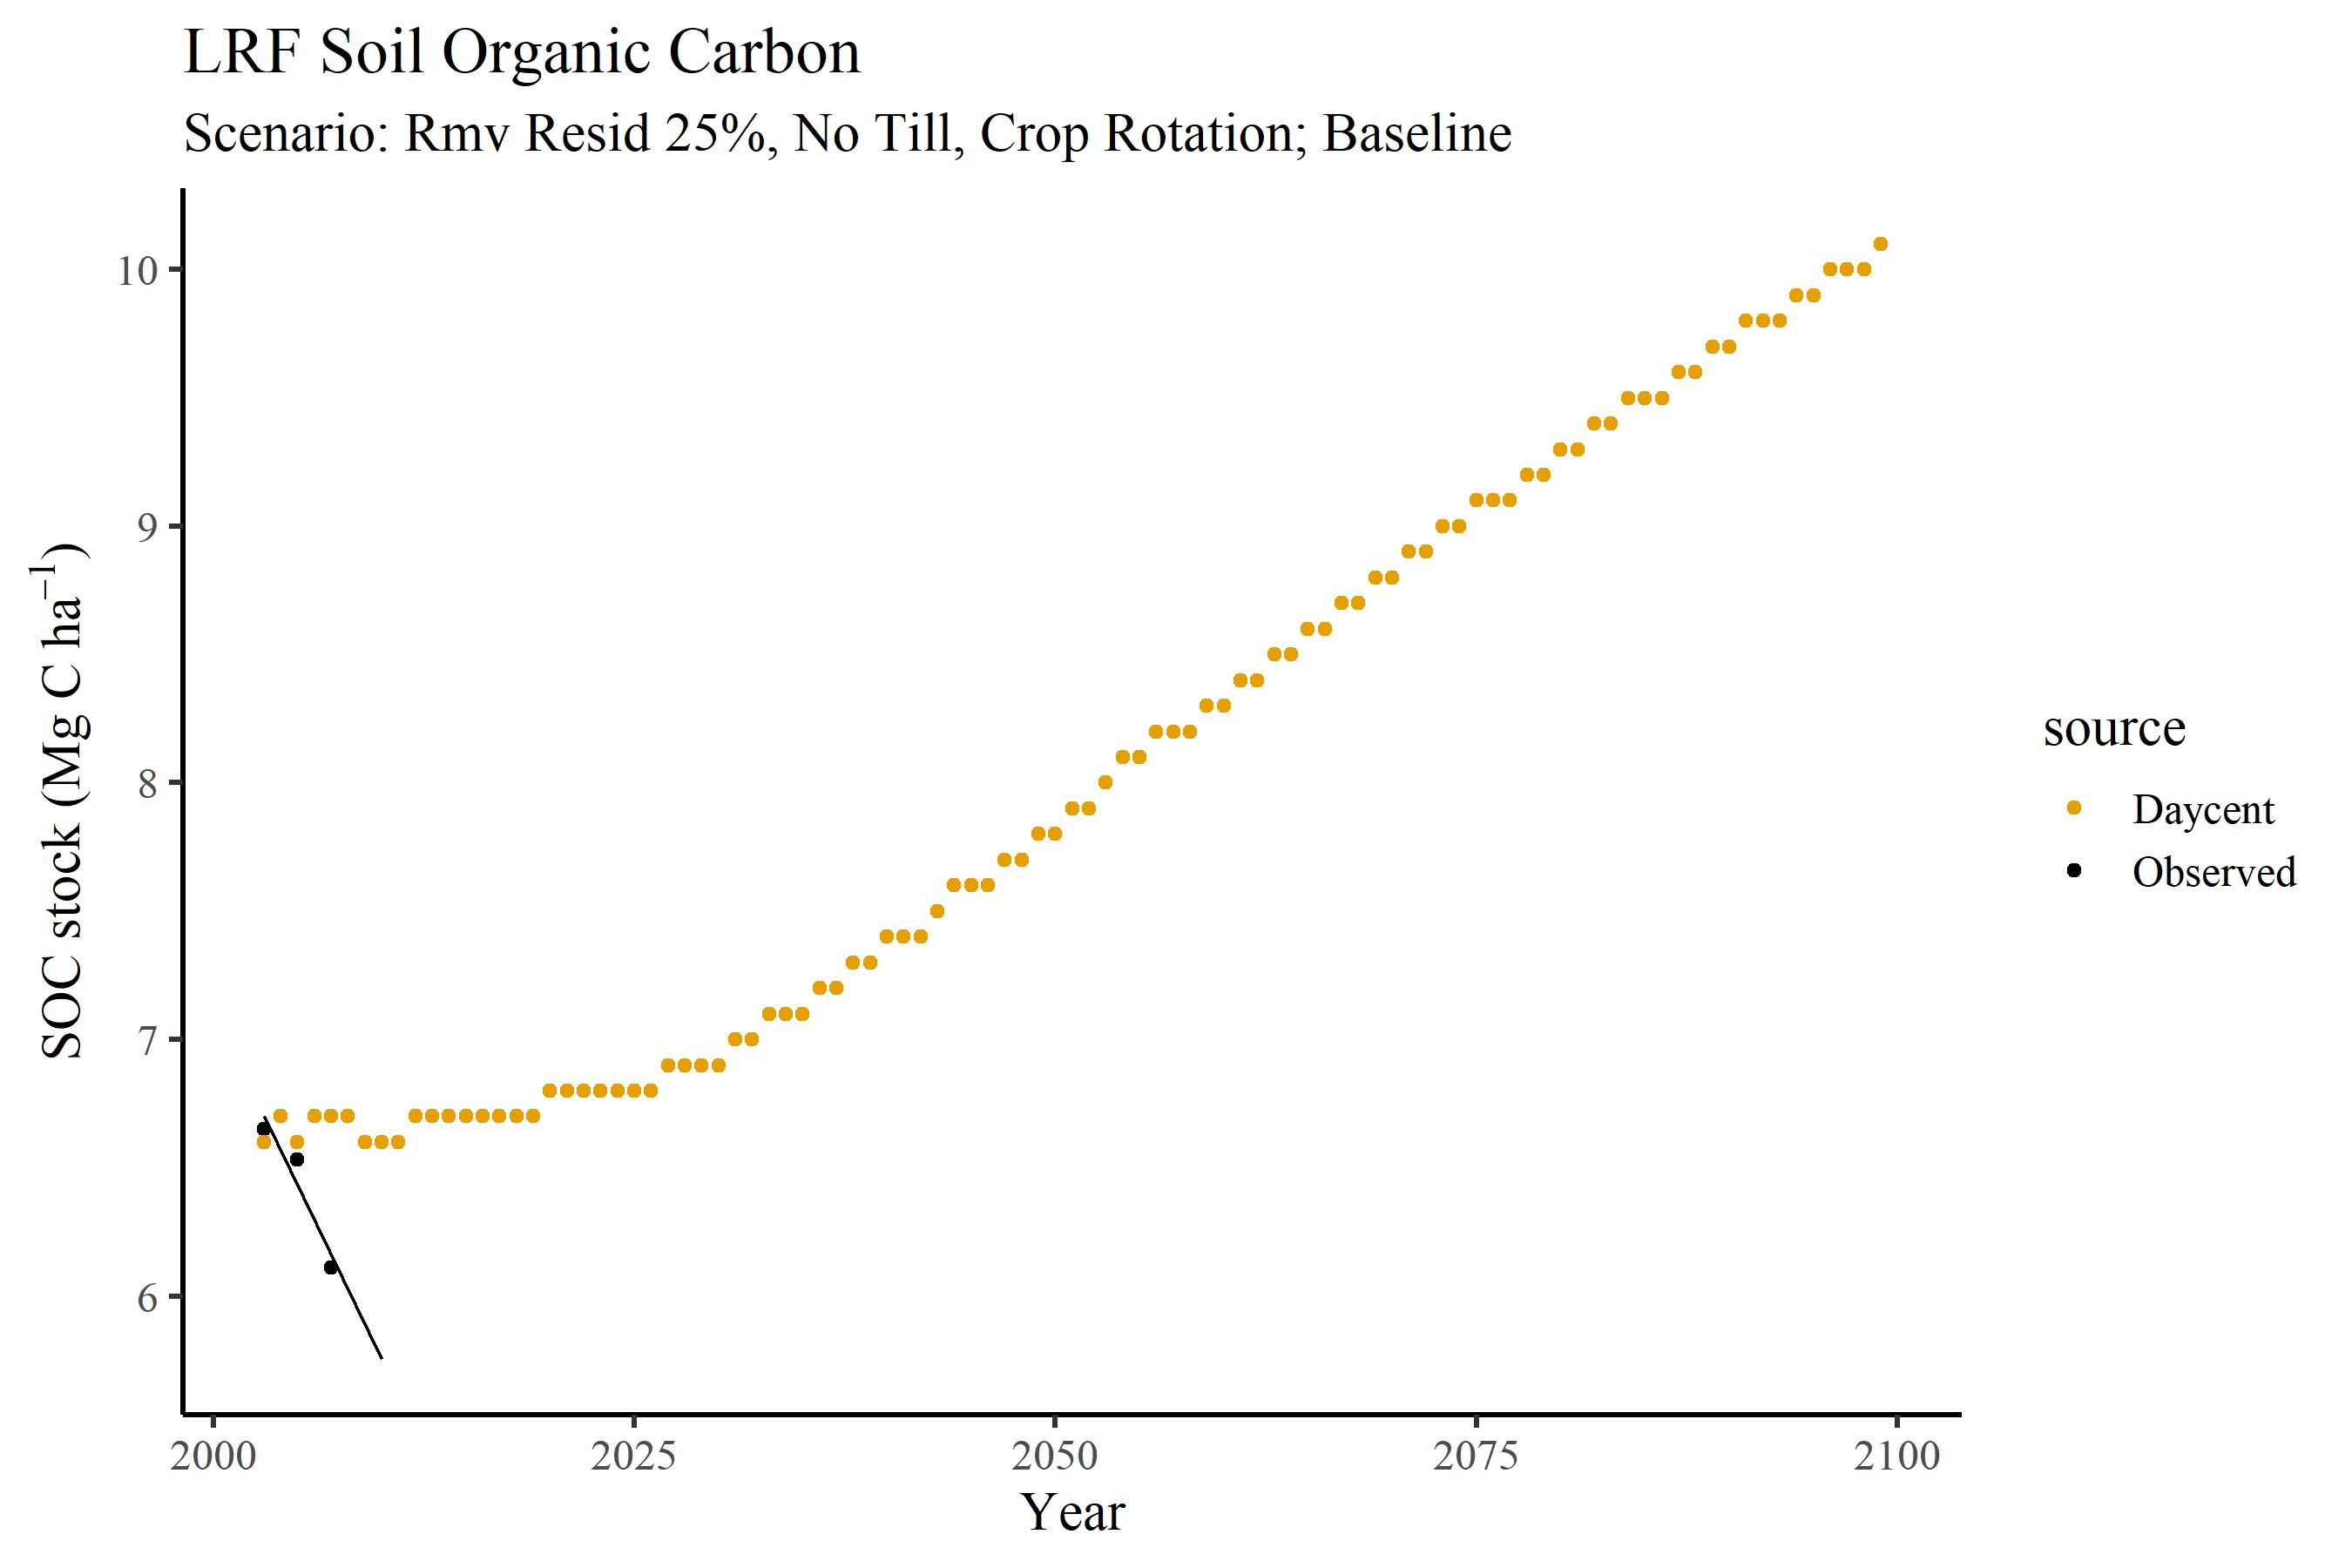 LRF Soil Organic Carbon
Scenario: Rmv Resid 25%, No Till, Crop Rotation; Baseline
SOC stock (Mg C ha⁻¹)
10
9
8
7
6
2000 2025 2050 2075 2100
Year
source
Daycent
Observed